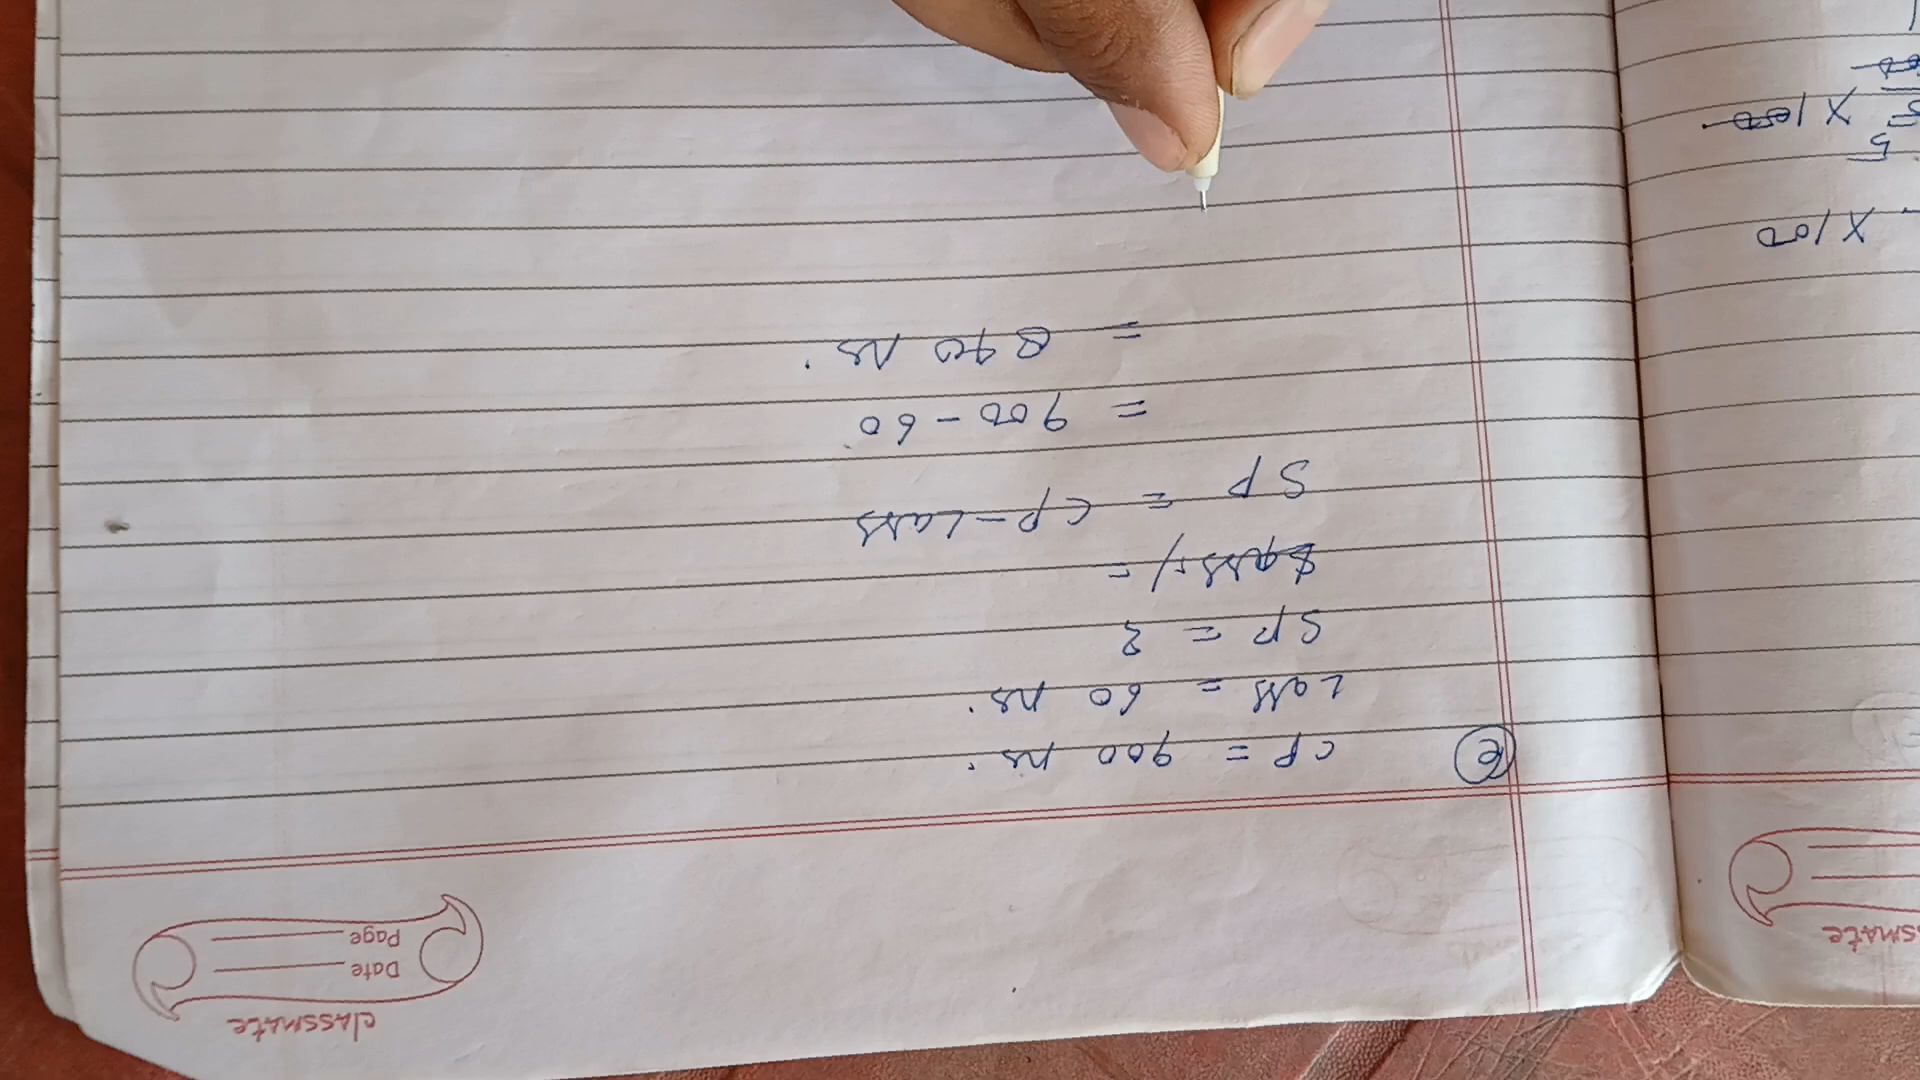 classmate
Date
Page
(e) CP = 900 Rs.
Loss = 60 Rs.
SP = ?
Loss% =
SP = CP - Loss
= 900 - 60
= 840 Rs.
X 100
5
X 100